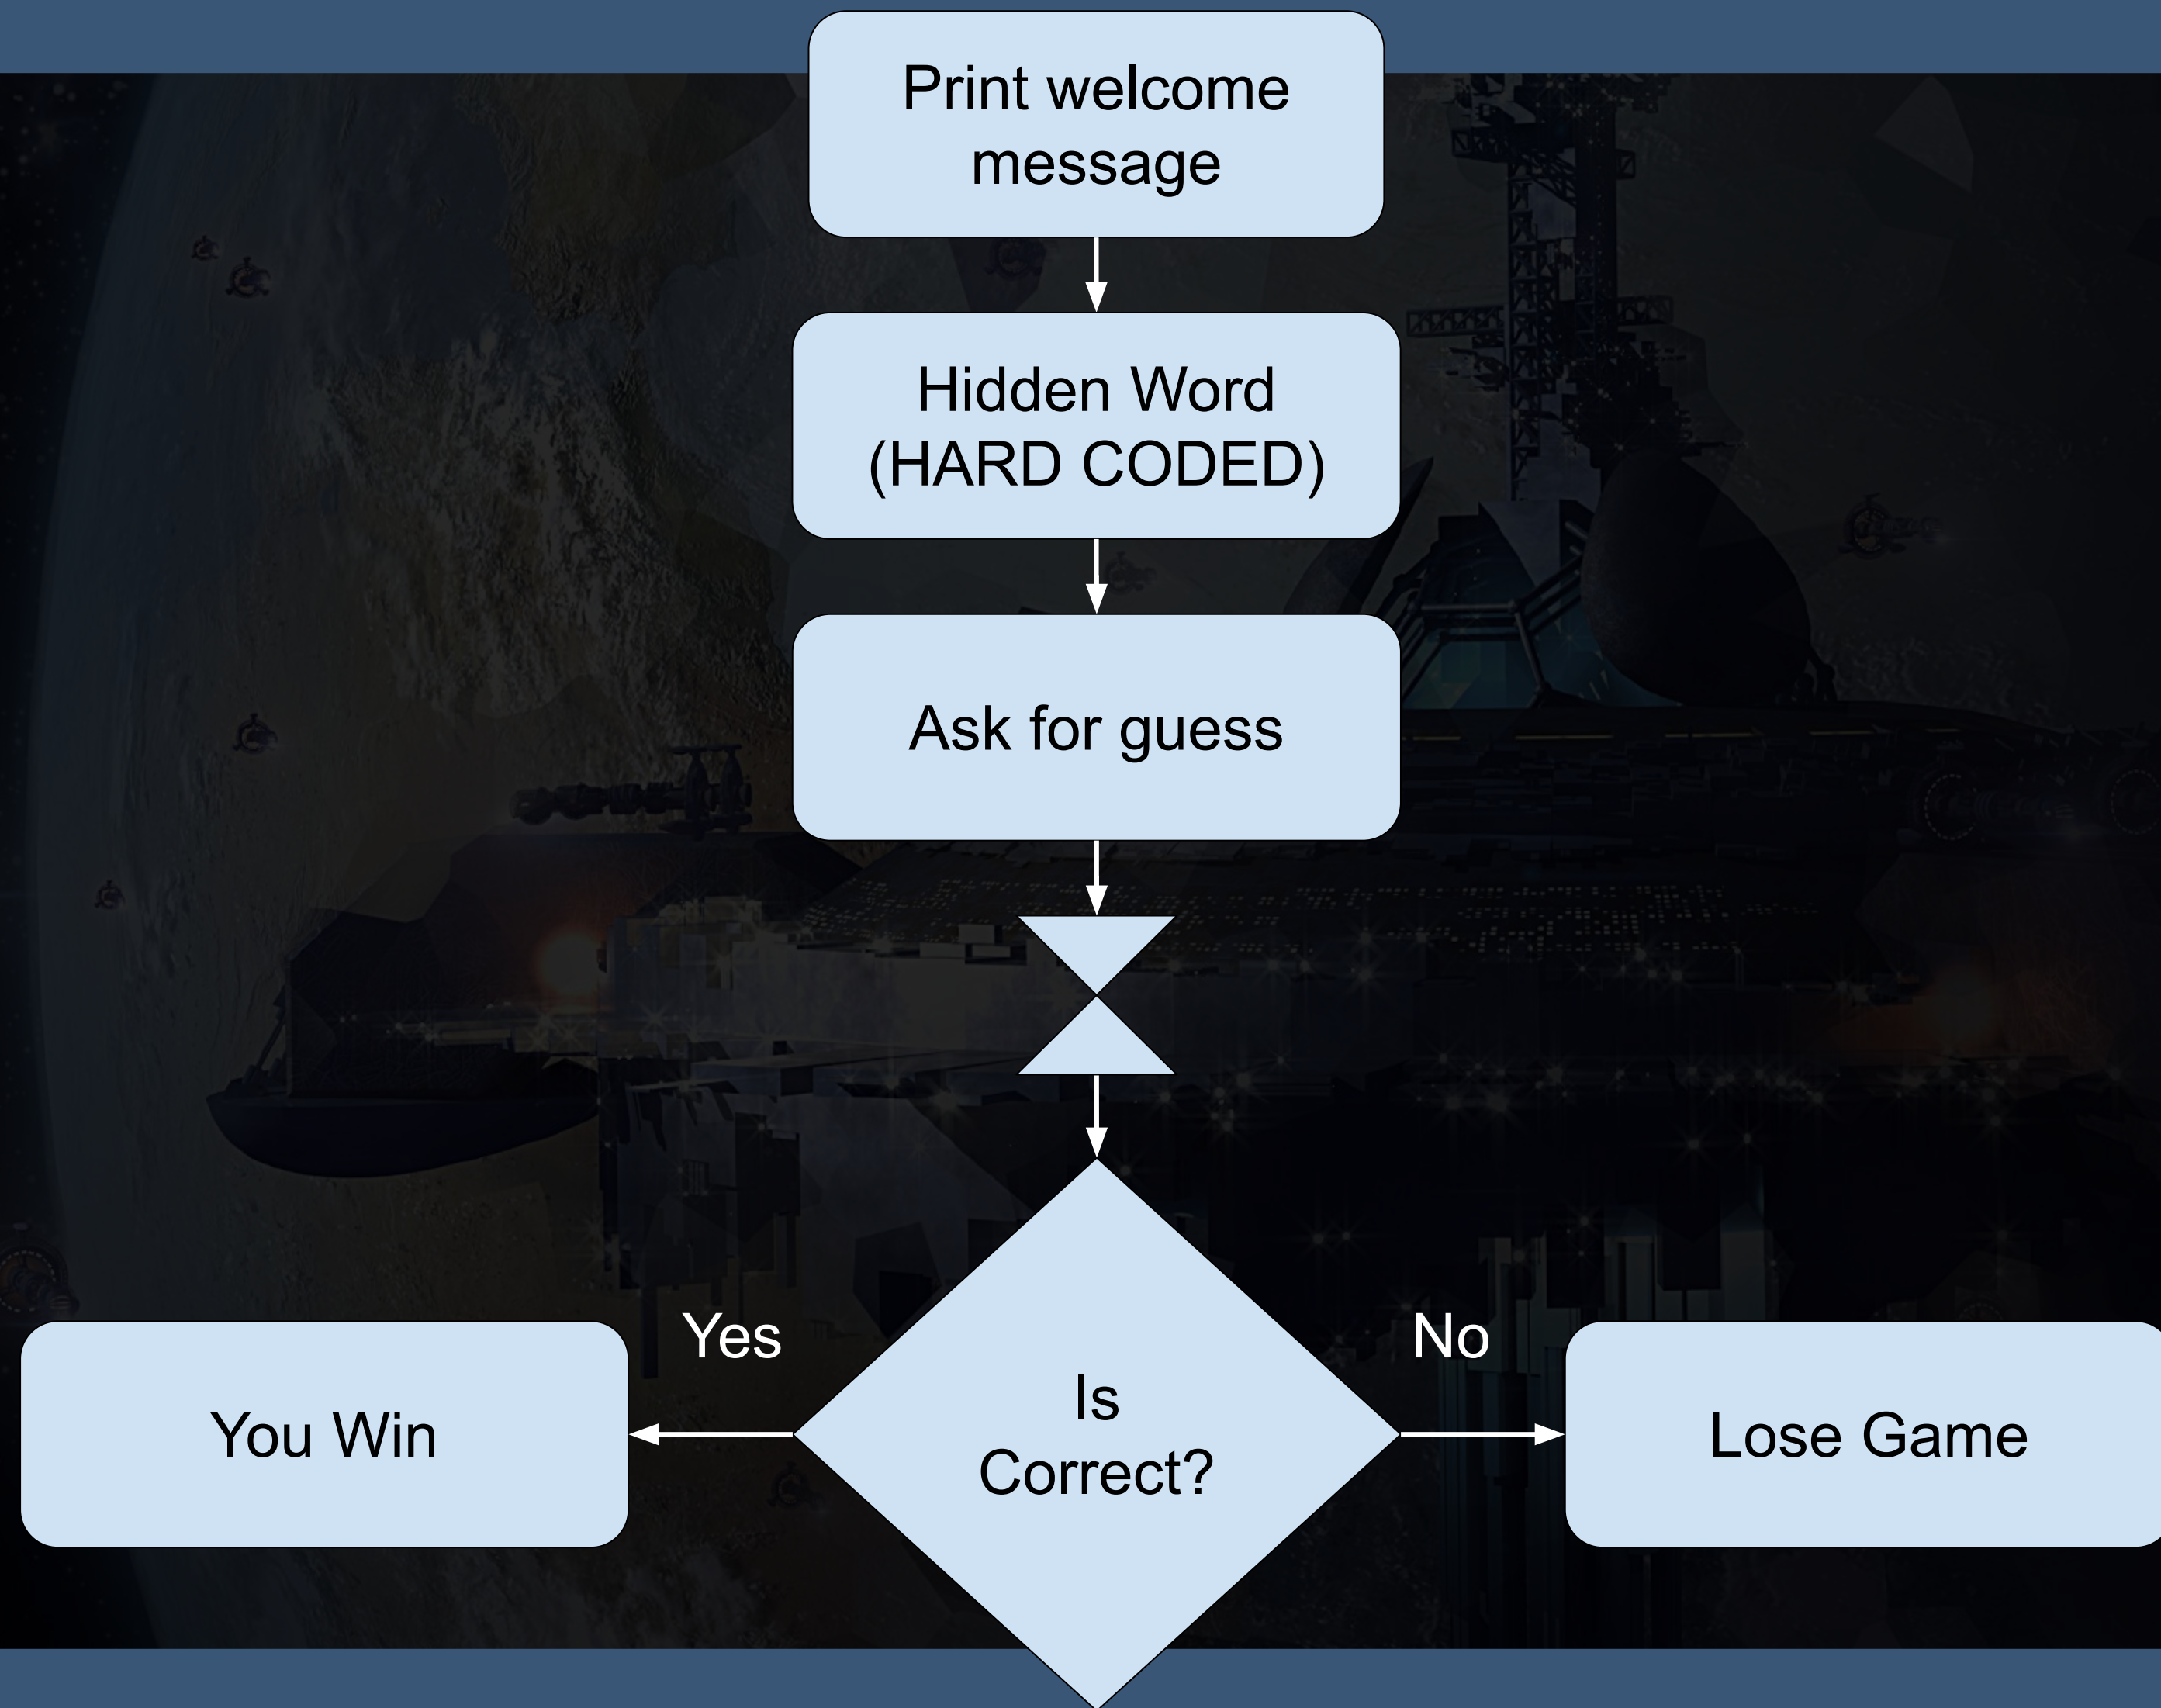 Print welcome
message
Hidden Word
(HARD CODED)
Ask for guess
Yes
No
Is
Correct?
You Win
Lose Game